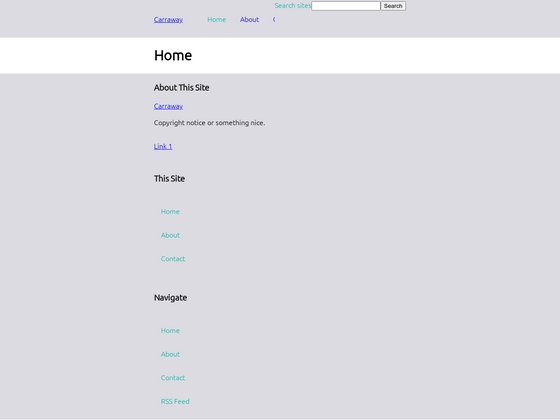 Search sites Search
Carraway Home About
Home
About This Site
Carraway
Copyright notice or something nice.
Link 1
This Site
Home
About
Contact
Navigate
Home
About
Contact
RSS Feed